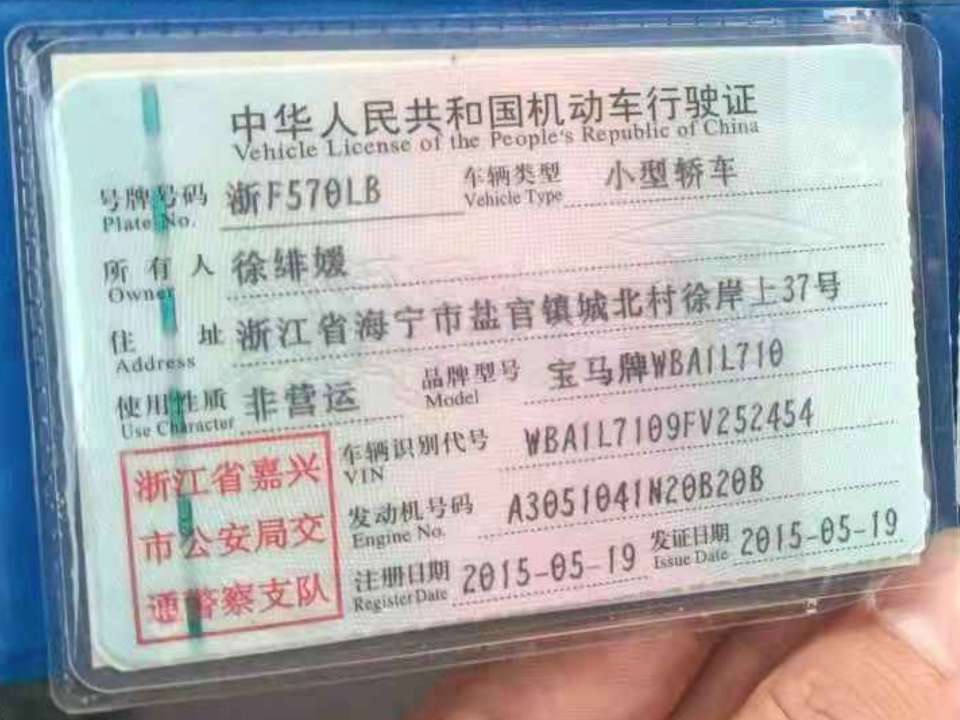 中华人民共和国机动车行驶证
Vehicle License of the People's Republic of China
号牌号码 浙F570LB 车辆类型 小型轿车
Plate No. Vehicle Type
所有人 徐绯媛
Owner
住址 浙江省海宁市盐官镇城北村徐岸上37号
Address
使用性质 非营运 品牌型号 宝马牌WBA1L710
Use Character Model
浙江省嘉兴
市公安局交
通警察支队
车辆识别代号 WBA1L7109FV252454
VIN
发动机号码 A3051041N20B20B
Engine No.
注册日期 2015-05-19 发证日期 2015-05-19
Register Date Issue Date